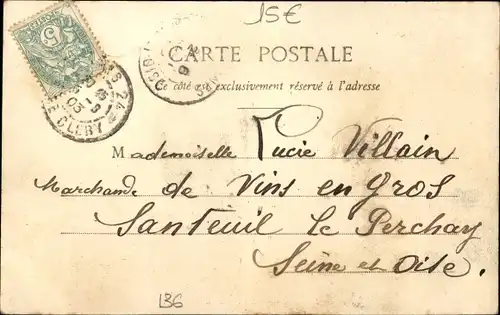 15€
CARTE POSTALE
Ce côté est exclusivement réservé à l'adresse
Mademoiselle Lucie Villain
Marchande de Vins en Gros
Santeuil le Perchay
Seine et Oise.
136